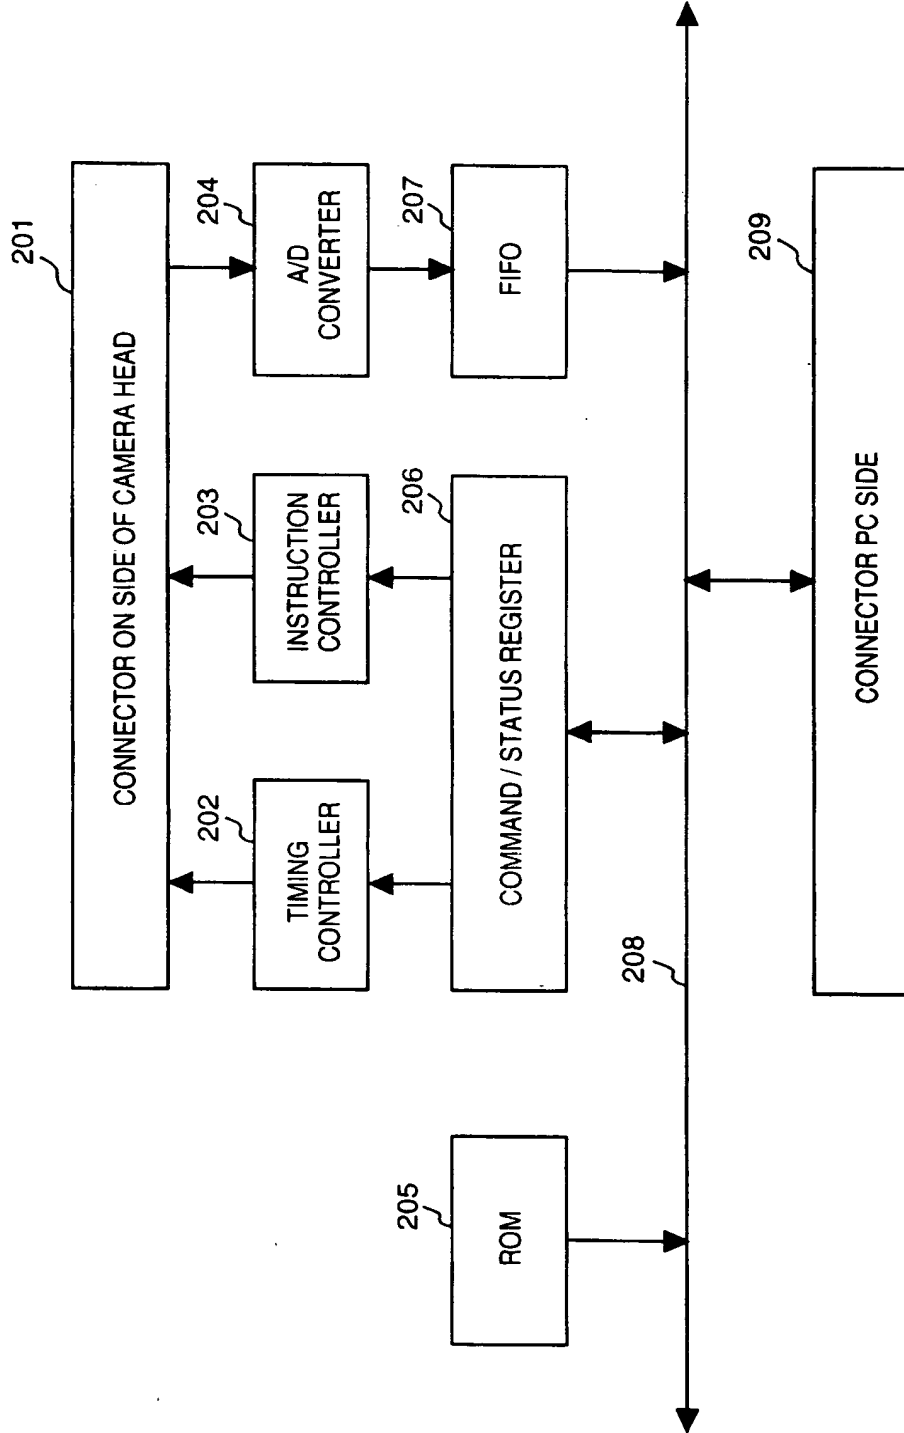 201
CONNECTOR ON SIDE OF CAMERA HEAD
202
TIMING
CONTROLLER
203
INSTRUCTION
CONTROLLER
204
A/D
CONVERTER
205
ROM
206
COMMAND / STATUS REGISTER
207
FIFO
208
209
CONNECTOR PC SIDE